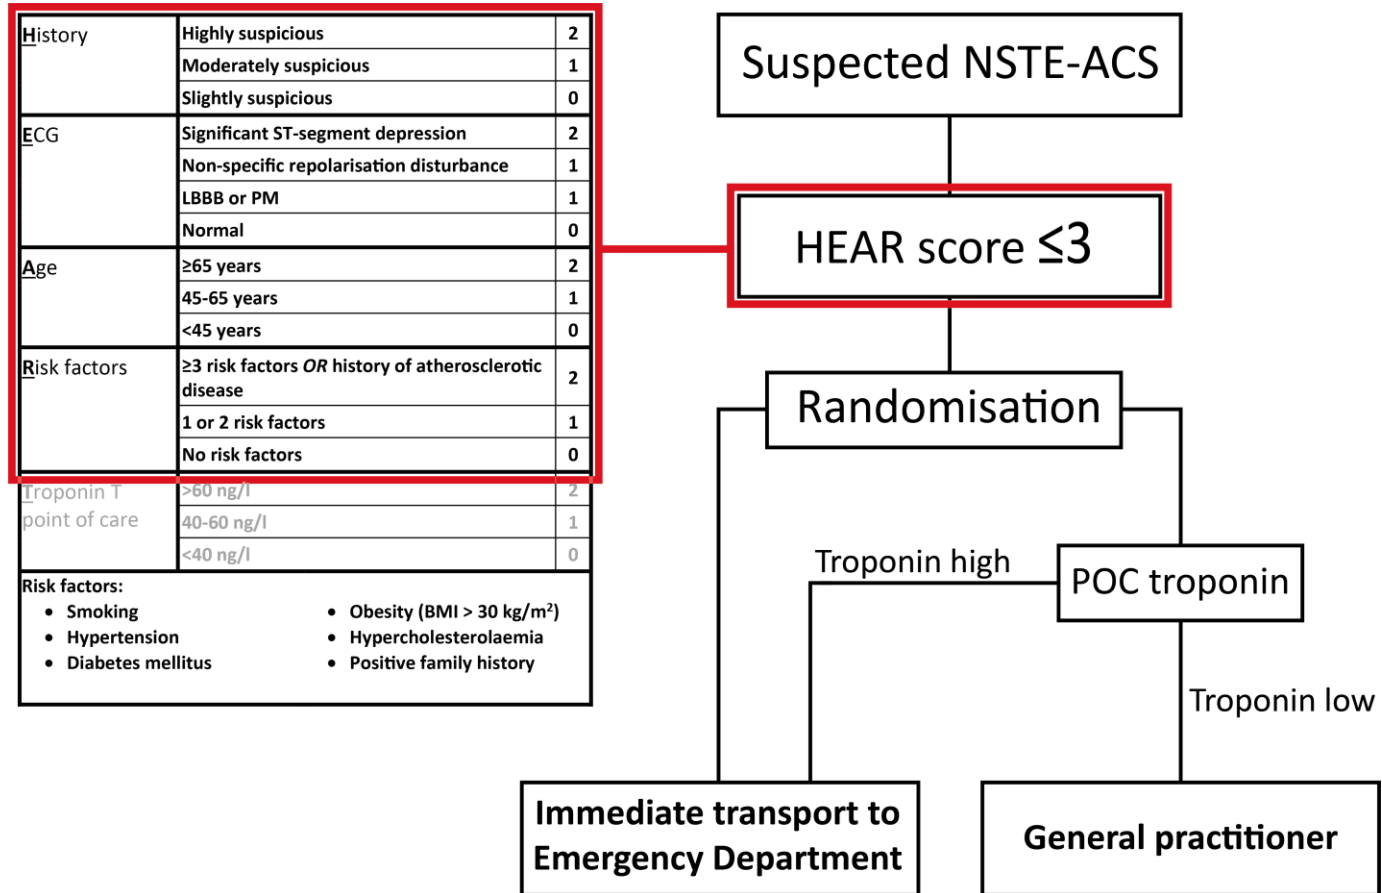 History
Highly suspicious 2
Moderately suspicious 1
Slightly suspicious 0
ECG
Significant ST-segment depression 2
Non-specific repolarisation disturbance 1
LBBB or PM 1
Normal 0
Age
≥65 years 2
45-65 years 1
<45 years 0
Risk factors
≥3 risk factors OR history of atherosclerotic
disease 2
1 or 2 risk factors 1
No risk factors 0
Troponin T
point of care
>60 ng/l 2
40-60 ng/l 1
<40 ng/l 0
Risk factors:
• Smoking
• Hypertension
• Diabetes mellitus
• Obesity (BMI > 30 kg/m²)
• Hypercholesterolaemia
• Positive family history
Suspected NSTE-ACS
HEAR score ≤3
Randomisation
Troponin high
POC troponin
Troponin low
Immediate transport to
Emergency Department
General practitioner